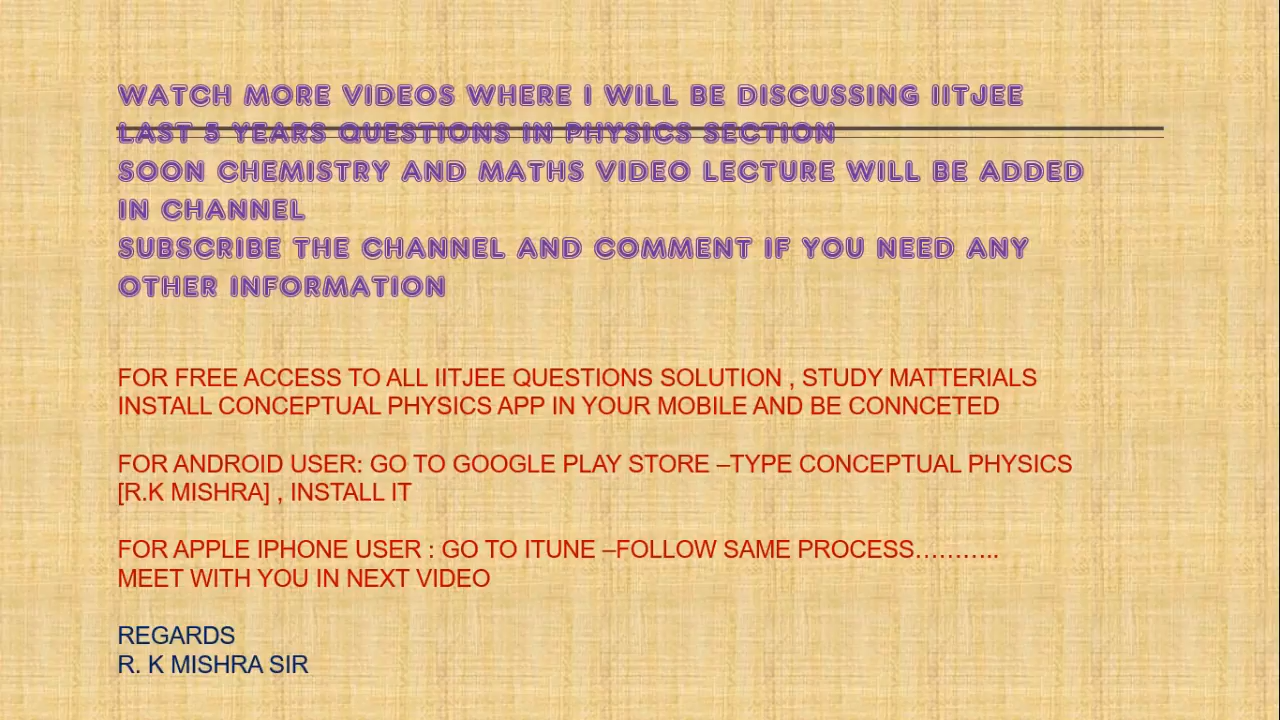 WATCH MORE VIDEOS WHERE I WILL BE DISCUSSING IITJEE
LAST 5 YEARS QUESTIONS IN PHYSICS SECTION
SOON CHEMISTRY AND MATHS VIDEO LECTURE WILL BE ADDED
IN CHANNEL
SUBSCRIBE THE CHANNEL AND COMMENT IF YOU NEED ANY
OTHER INFORMATION
FOR FREE ACCESS TO ALL IITJEE QUESTIONS SOLUTION , STUDY MATTERIALS
INSTALL CONCEPTUAL PHYSICS APP IN YOUR MOBILE AND BE CONNCETED
FOR ANDROID USER: GO TO GOOGLE PLAY STORE –TYPE CONCEPTUAL PHYSICS
[R.K MISHRA] , INSTALL IT
FOR APPLE IPHONE USER : GO TO ITUNE –FOLLOW SAME PROCESS………..
MEET WITH YOU IN NEXT VIDEO
REGARDS
R. K MISHRA SIR